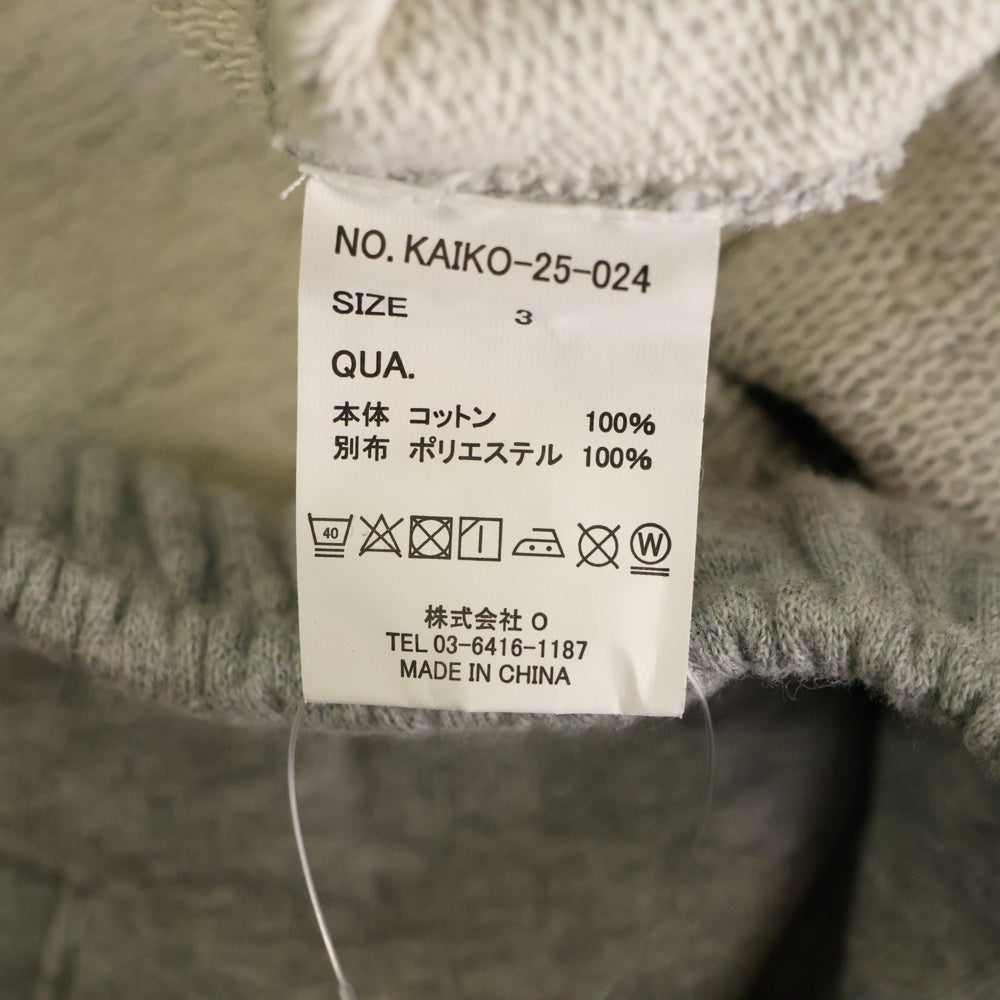 NO. KAIKO-25-024
SIZE 3
QUA.
本体 コットン 100%
別布 ポリエステル 100%
40 W
株式会社 O
TEL 03-6416-1187
MADE IN CHINA